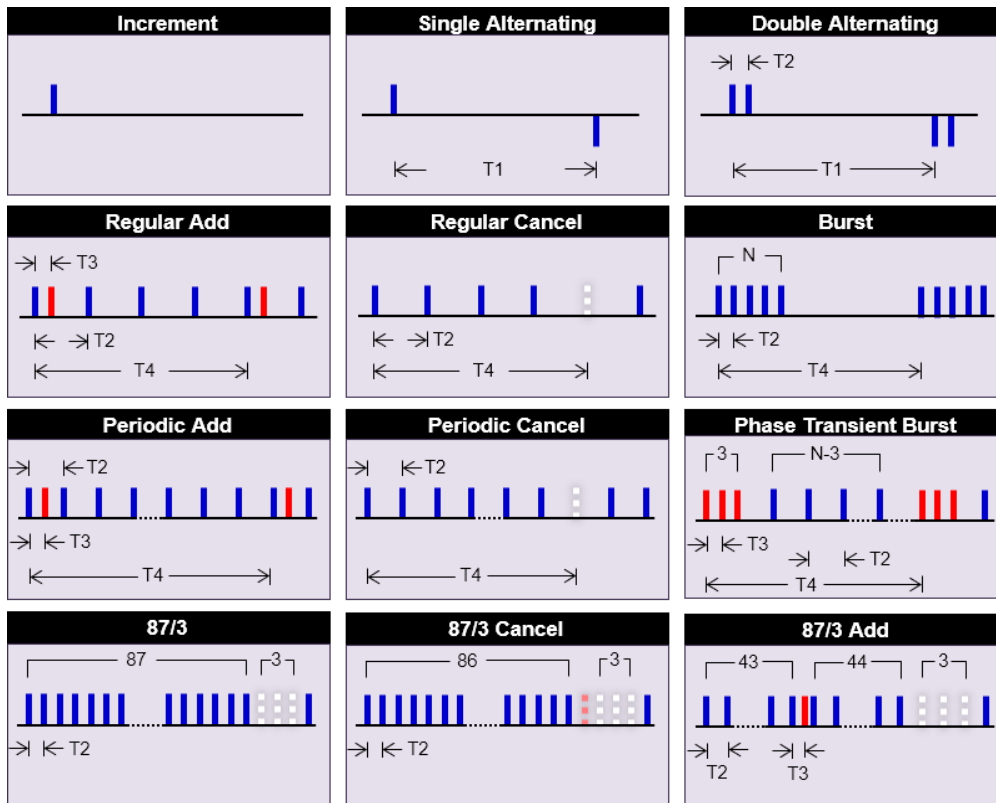 Increment
Single Alternating
Double Alternating
T2
T1
T1
Regular Add
Regular Cancel
Burst
T3
N
T2
T2
T2
T4
T4
T4
Periodic Add
Periodic Cancel
Phase Transient Burst
T2
T2
3
N-3
T3
T3
T2
T4
T4
T4
87/3
87/3 Cancel
87/3 Add
87
3
86
3
43
44
3
T2
T2
T2
T3